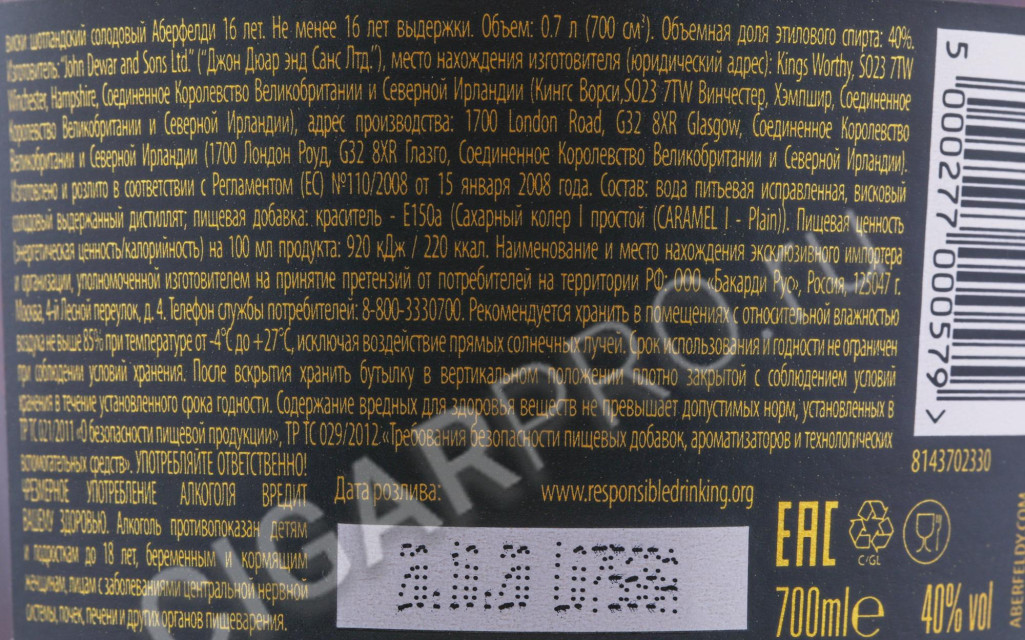 виски шотландский солодовый Аберфелди 16 лет. Не менее 16 лет выдержки. Объем: 0.7 л (700 см³). Объемная доля этилового спирта: 40%.
Изготовитель: "John Dewar and Sons Ltd." ("Джон Дюар энд Санс Лтд."), место нахождения изготовителя (юридический адрес): Kings Worthy, SO23 7TW
Winchester, Hampshire, Соединенное Королевство Великобритании и Северной Ирландии (Кингс Ворси,SO23 7TW Винчестер, Хэмпшир, Соединенное
Королевство Великобритании и Северной Ирландии), адрес производства: 1700 London Road, G32 8XR Glasgow, Соединенное Королевство
Великобритании и Северной Ирландии (1700 Лондон Роуд, G32 8XR Глазго, Соединенное Королевство Великобритании и Северной Ирландии).
Изготовлено и розлито в соответствии с Регламентом (ЕС) №110/2008 от 15 января 2008 года. Состав: вода питьевая исправленная, висковый
солодовый выдержанный дистиллят; пищевая добавка: краситель - E150a (Сахарный колер I простой (CARAMEL I - Plain)). Пищевая ценность
(энергетическая ценность/калорийность) на 100 мл продукта: 920 кДж / 220 ккал. Наименование и место нахождения эксклюзивного импортера
и организации, уполномоченной изготовителем на принятие претензий от потребителей на территории РФ: ООО «Бакарди Рус», Россия, 125047 г.
Москва, 4-й Лесной переулок, д. 4. Телефон службы потребителей: 8-800-3330700. Рекомендуется хранить в помещениях с относительной влажностью
воздуха не выше 85% при температуре от -4°C до +27°C, исключая воздействие прямых солнечных лучей. Срок использования и годности не ограничен
при соблюдении условий хранения. После вскрытия хранить бутылку в вертикальном положении плотно закрытой с соблюдением условий
хранения в течение установленного срока годности. Содержание вредных для здоровья веществ не превышает допустимых норм, установленных в
ТР ТС 021/2011 «О безопасности пищевой продукции», ТР ТС 029/2012 «Требования безопасности пищевых добавок, ароматизаторов и технологических
вспомогательных средств». УПОТРЕБЛЯЙТЕ ОТВЕТСТВЕННО!
ЧРЕЗМЕРНОЕ УПОТРЕБЛЕНИЕ АЛКОГОЛЯ ВРЕДИТ
ВАШЕМУ ЗДОРОВЬЮ. Алкоголь противопоказан детям
и подросткам до 18 лет, беременным и кормящим
женщинам, лицам с заболеваниями центральной нервной
системы, почек, печени и других органов пищеварения.
Дата розлива:
www.responsibledrinking.org
5 000277 000579 >
8143702330
EAC
C/GL
700ml e
40% vol
ABERFELDY.COM
CIGARPRO.ru